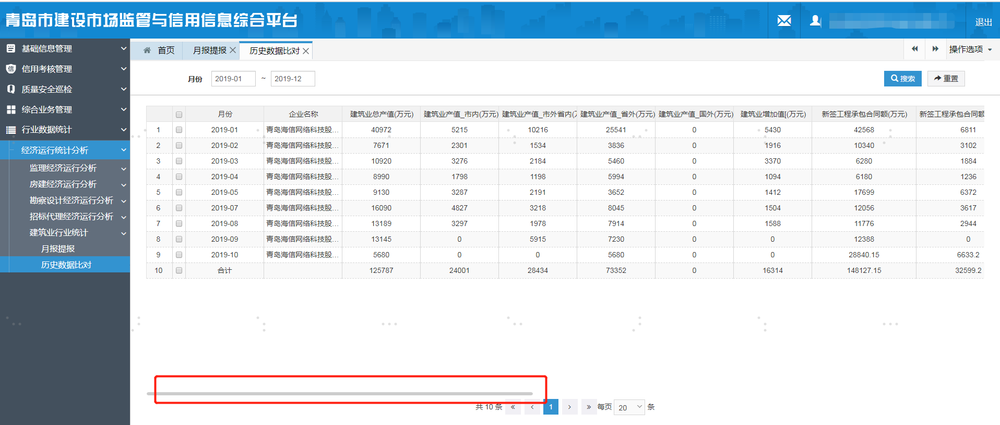 青岛市建设市场监管与信用信息综合平台
退出
基础信息管理
信用考核管理
质量安全巡检
综合业务管理
行业数据统计
经济运行统计分析
监理经济运行分析
房建经济运行分析
勘察设计经济运行分析
招标代理经济运行分析
建筑业行业统计
月报提报
历史数据比对
首页 月报提报 历史数据比对 操作选项
月份 2019-01 ~ 2019-12 搜索 重置
月份 企业名称 建筑业总产值(万元) 建筑业产值_市内(万元) 建筑业产值_市外省内(万 建筑业产值_省外(万元) 建筑业产值_国外(万元) 建筑业增加值[(万元) 新签工程承包合同额(万元) 新签工程承包合同额
1 2019-01 青岛海信网络科技股... 40972 5215 10216 25541 0 5430 42568 6811
2 2019-02 青岛海信网络科技股... 7671 2301 1534 3836 0 1916 10340 3102
3 2019-03 青岛海信网络科技股... 10920 3276 2184 5460 0 3370 6280 1884
4 2019-04 青岛海信网络科技股... 8990 1798 1198 5994 0 1094 6180 1236
5 2019-05 青岛海信网络科技股... 9130 3287 2191 3652 0 1412 17699 6372
6 2019-07 青岛海信网络科技股... 16090 4827 3218 8045 0 1504 12056 3617
7 2019-08 青岛海信网络科技股... 13189 3297 1978 7914 0 1588 11776 2944
8 2019-09 青岛海信网络科技股... 13145 0 5915 7230 0 0 12388 0
9 2019-10 青岛海信网络科技股... 5680 0 0 5680 0 0 28840.15 6633.2
10 合计 125787 24001 28434 73352 0 16314 148127.15 32599.2
共 10 条 « ‹ 1 › » 每页 20 条